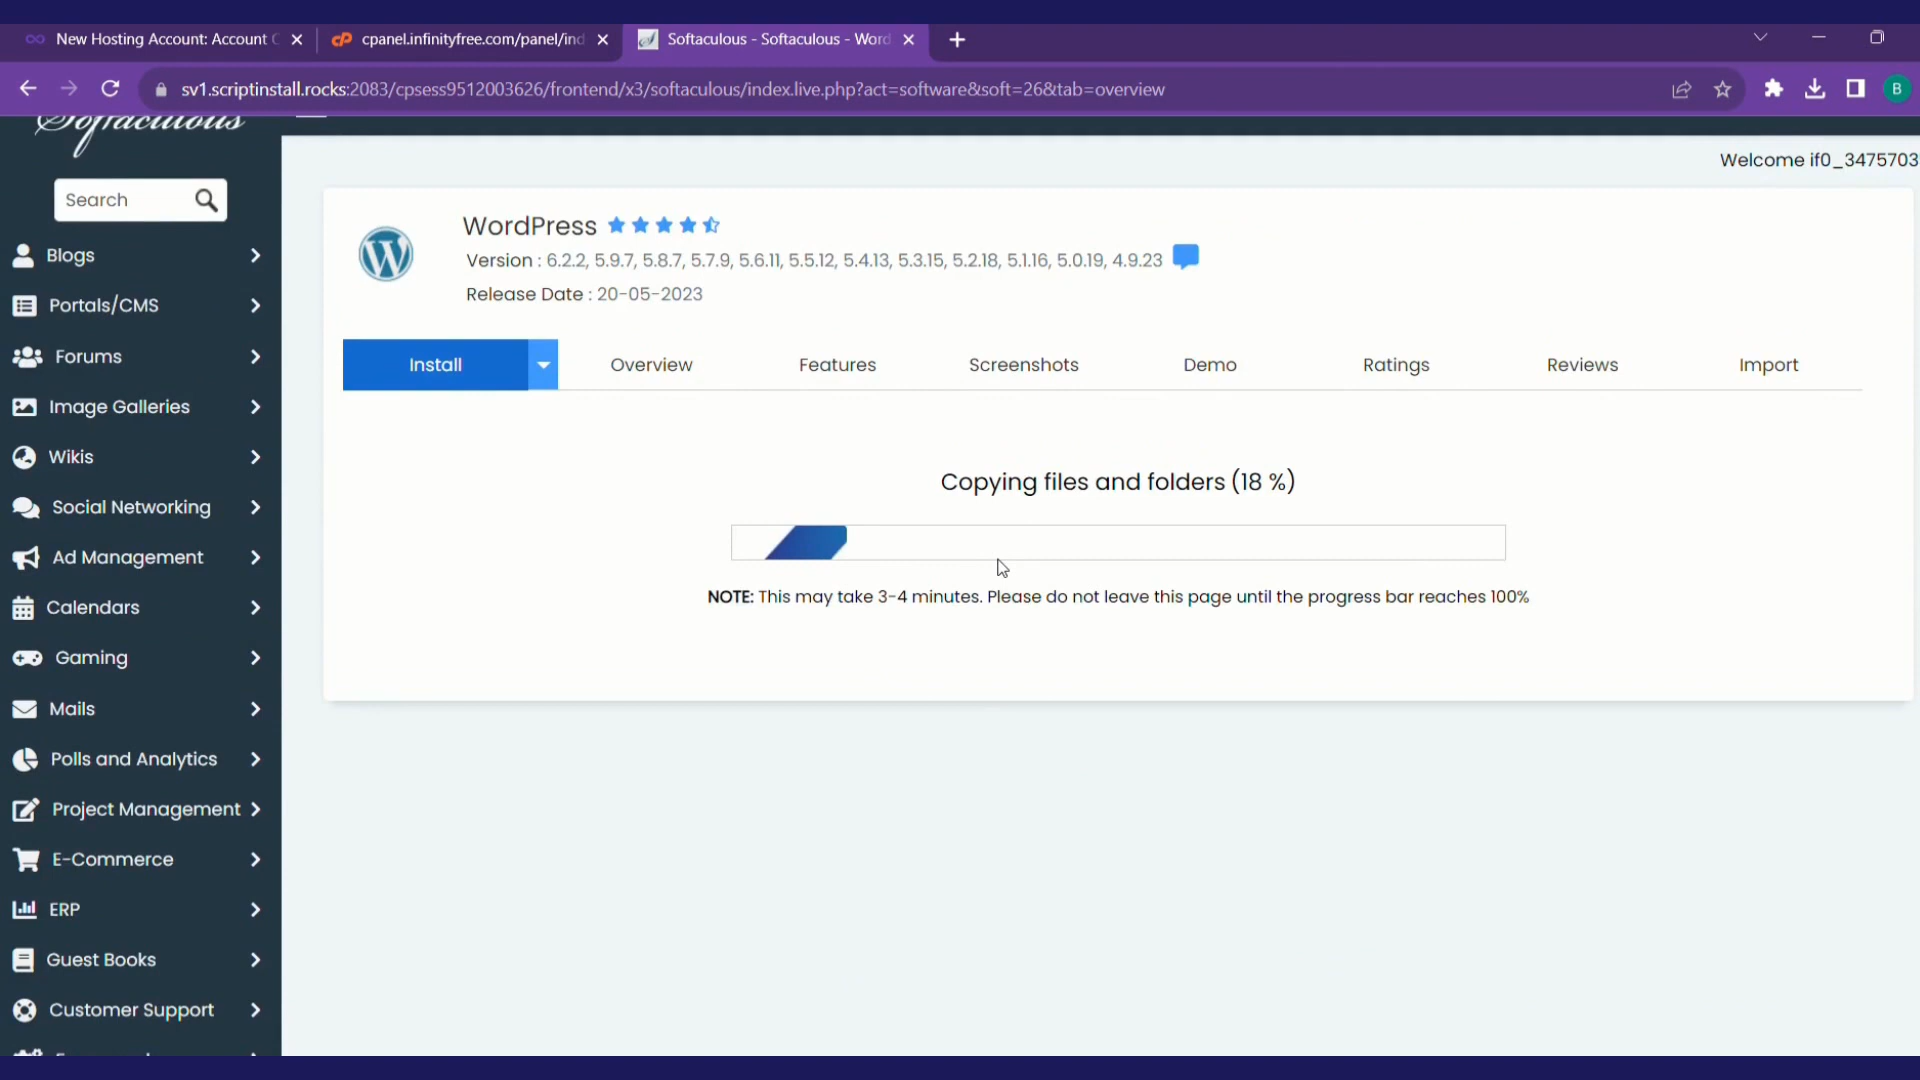 New Hosting Account: Account
cpanel.infinityfree.com/panel/ind
Softaculous - Softaculous - Word
sv1.scriptinstall.rocks:2083/cpsess9512003626/frontend/x3/softaculous/index.live.php?act=software&soft=26&tab=overview
B
Softaculous
Welcome if0_3475703
Search
Blogs
Portals/CMS
Forums
Image Galleries
Wikis
Social Networking
Ad Management
Calendars
Gaming
Mails
Polls and Analytics
Project Management
E-Commerce
ERP
Guest Books
Customer Support
WordPress
Version : 6.2.2, 5.9.7, 5.8.7, 5.7.9, 5.6.11, 5.5.12, 5.4.13, 5.3.15, 5.2.18, 5.1.16, 5.0.19, 4.9.23
Release Date : 20-05-2023
Install Overview Features Screenshots Demo Ratings Reviews Import
Copying files and folders (18 %)
NOTE: This may take 3-4 minutes. Please do not leave this page until the progress bar reaches 100%